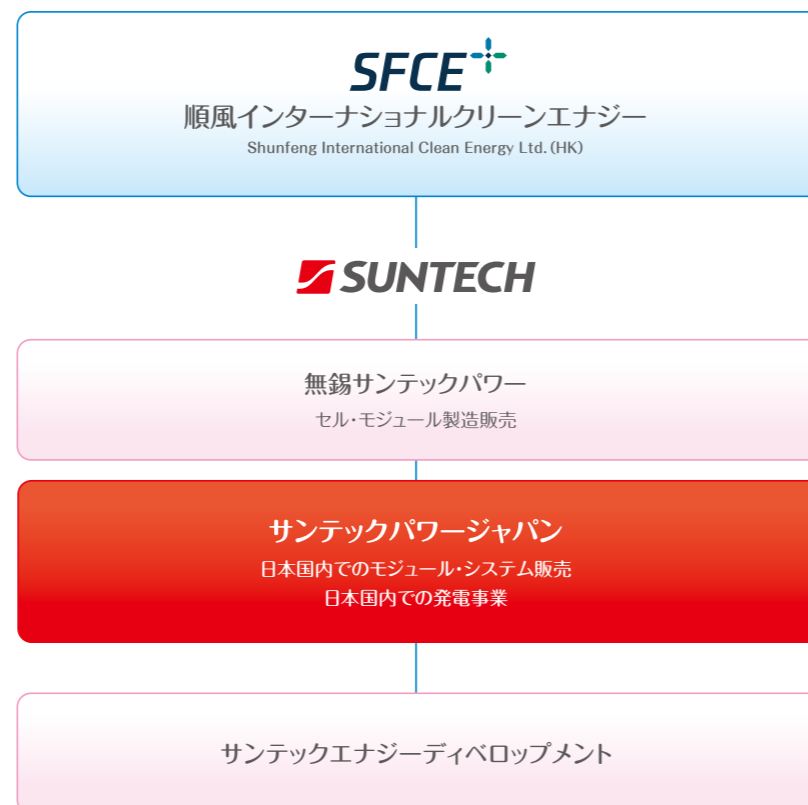 SFCE
順風インターナショナルクリーンエナジー
Shunfeng International Clean Energy Ltd. (HK)
SUNTECH
無錫サンテックパワー
セル・モジュール製造販売
サンテックパワージャパン
日本国内でのモジュール・システム販売
日本国内での発電事業
サンテックエナジーディベロップメント